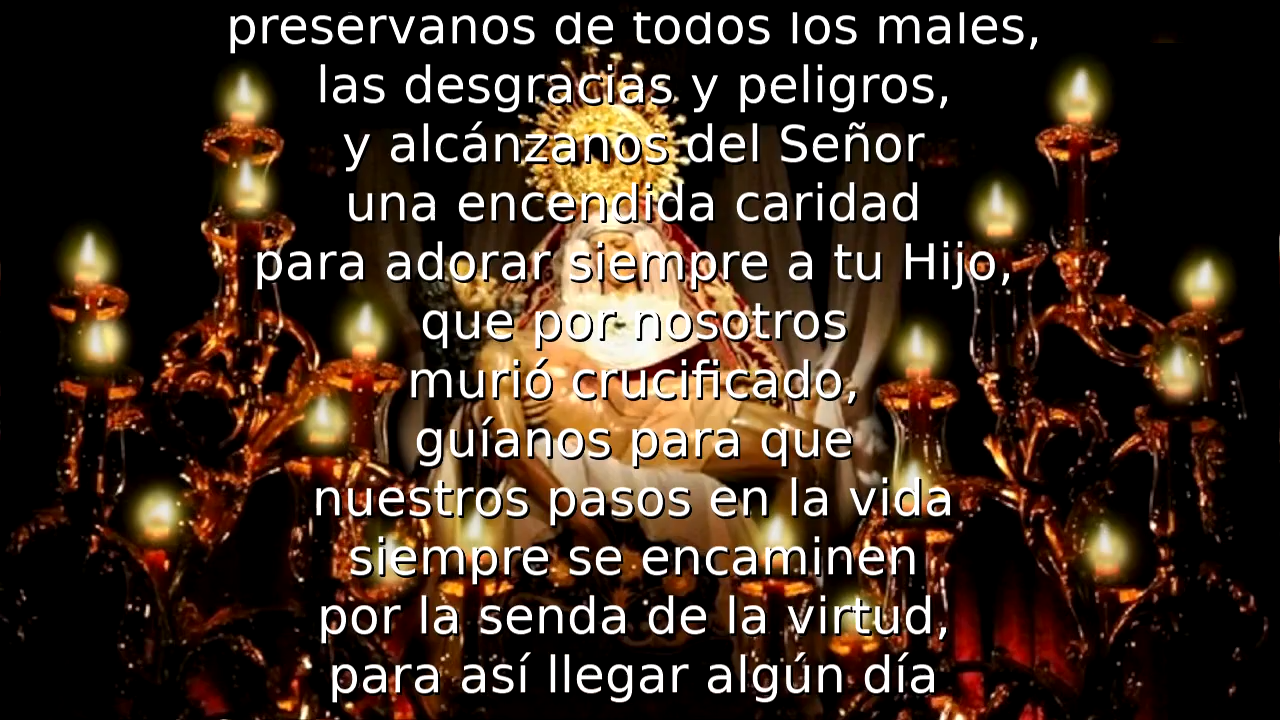 presérvanos de todos los males,
las desgracias y peligros,
y alcánzanos del Señor
una encendida caridad
para adorar siempre a tu Hijo,
que por nosotros
murió crucificado,
guíanos para que
nuestros pasos en la vida
siempre se encaminen
por la senda de la virtud,
para así llegar algún día